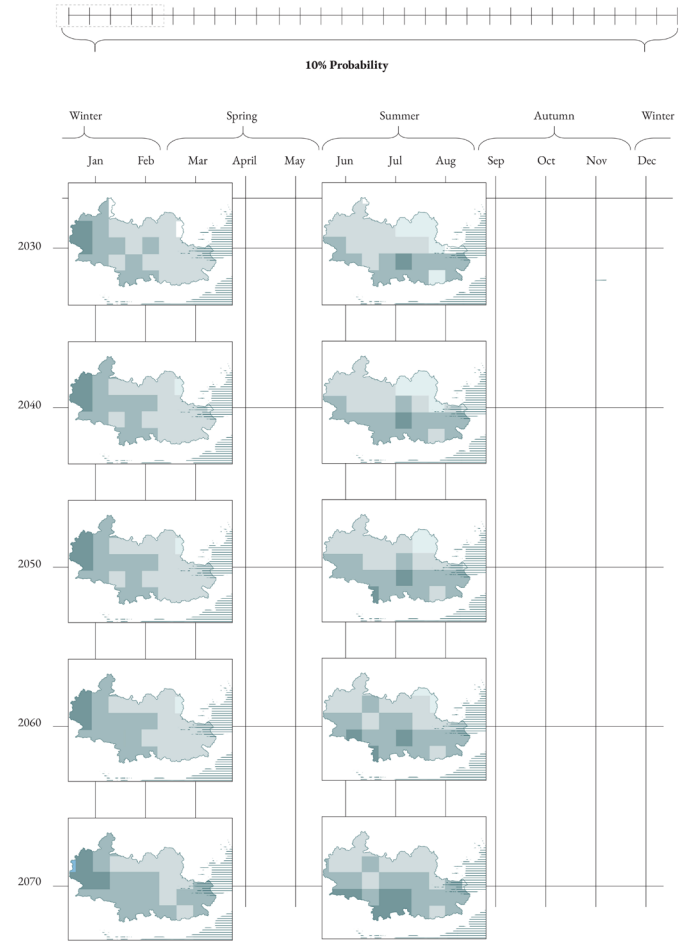 10% Probability
Winter Spring Summer Autumn Winter
Jan Feb Mar April May Jun Jul Aug Sep Oct Nov Dec
2030
2040
2050
2060
2070